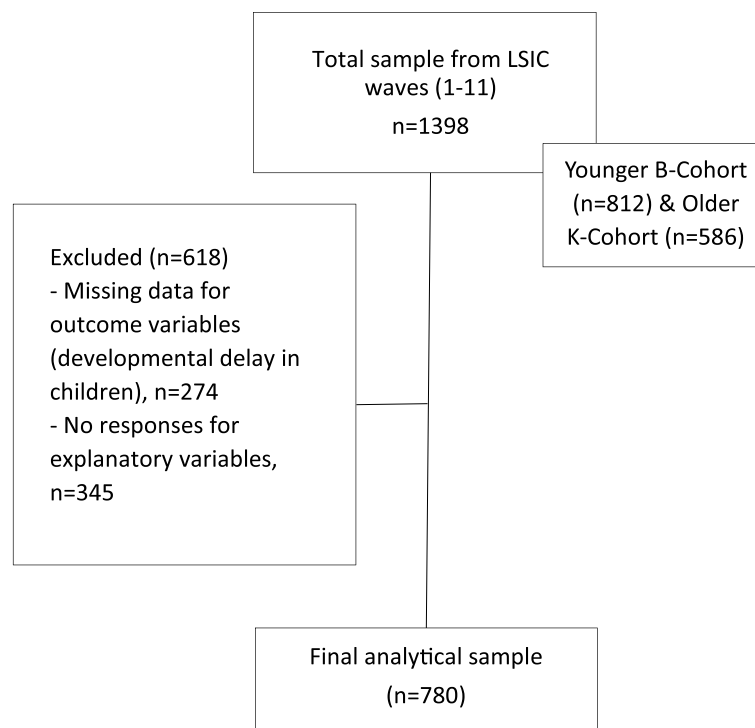 Total sample from LSIC
waves (1-11)
n=1398
Younger B-Cohort
(n=812) & Older
K-Cohort (n=586)
Excluded (n=618)
- Missing data for
outcome variables
(developmental delay in
children), n=274
- No responses for
explanatory variables,
n=345
Final analytical sample
(n=780)